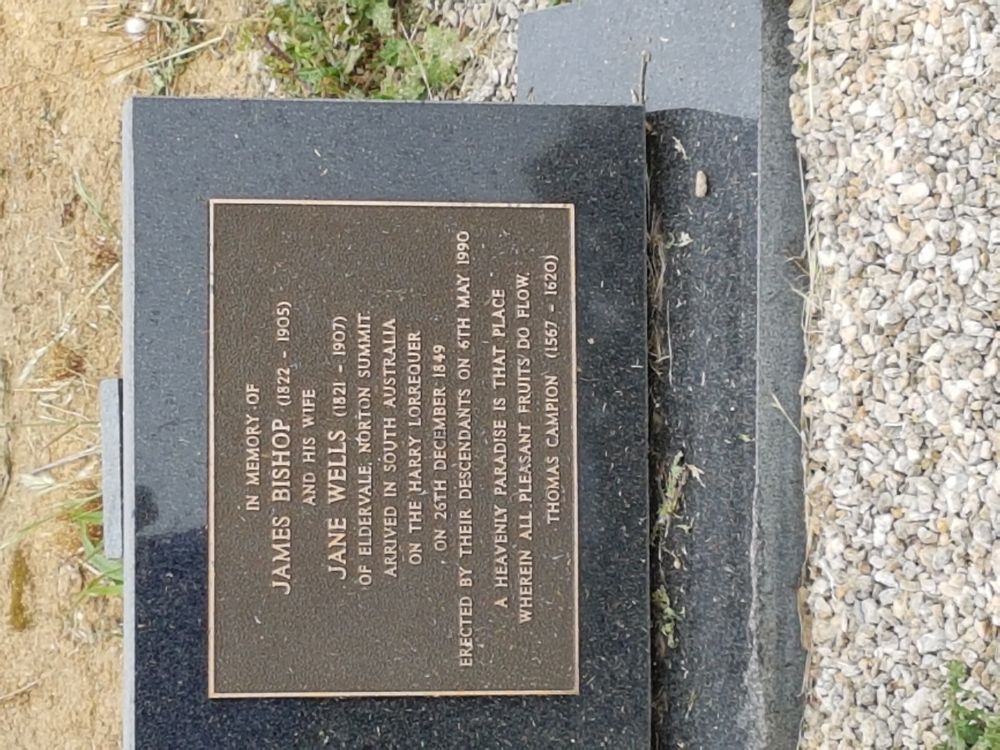 IN MEMORY OF
JAMES BISHOP (1822 - 1905)
AND HIS WIFE
JANE WELLS (1821 - 1907)
OF ELDERVALE, NORTON SUMMIT.
ARRIVED IN SOUTH AUSTRALIA
ON THE HARRY LORREQUER
ON 26TH DECEMBER 1849
ERECTED BY THEIR DESCENDANTS ON 6TH MAY 1990
A HEAVENLY PARADISE IS THAT PLACE
WHEREIN ALL PLEASANT FRUITS DO FLOW.
THOMAS CAMPION (1567 - 1620)